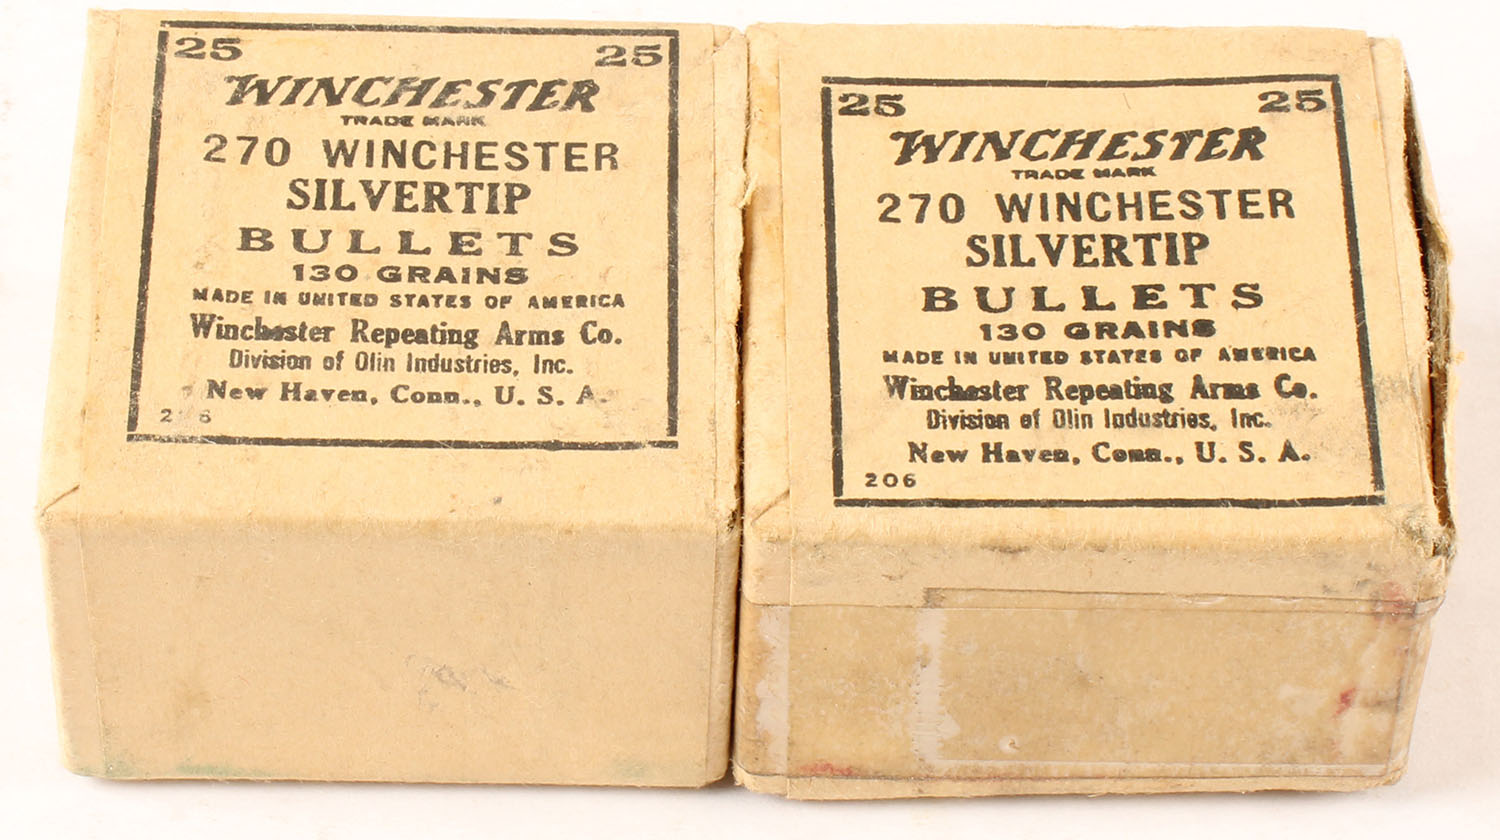 25 25
WINCHESTER
TRADE MARK
270 WINCHESTER
SILVERTIP
BULLETS
130 GRAINS
MADE IN UNITED STATES OF AMERICA
Winchester Repeating Arms Co.
Division of Olin Industries, Inc.
New Haven, Conn., U. S. A.
25 25
WINCHESTER
TRADE MARK
270 WINCHESTER
SILVERTIP
BULLETS
130 GRAINS
MADE IN UNITED STATES OF AMERICA
Winchester Repeating Arms Co.
Division of Olin Industries, Inc.
New Haven, Conn., U. S. A.
206